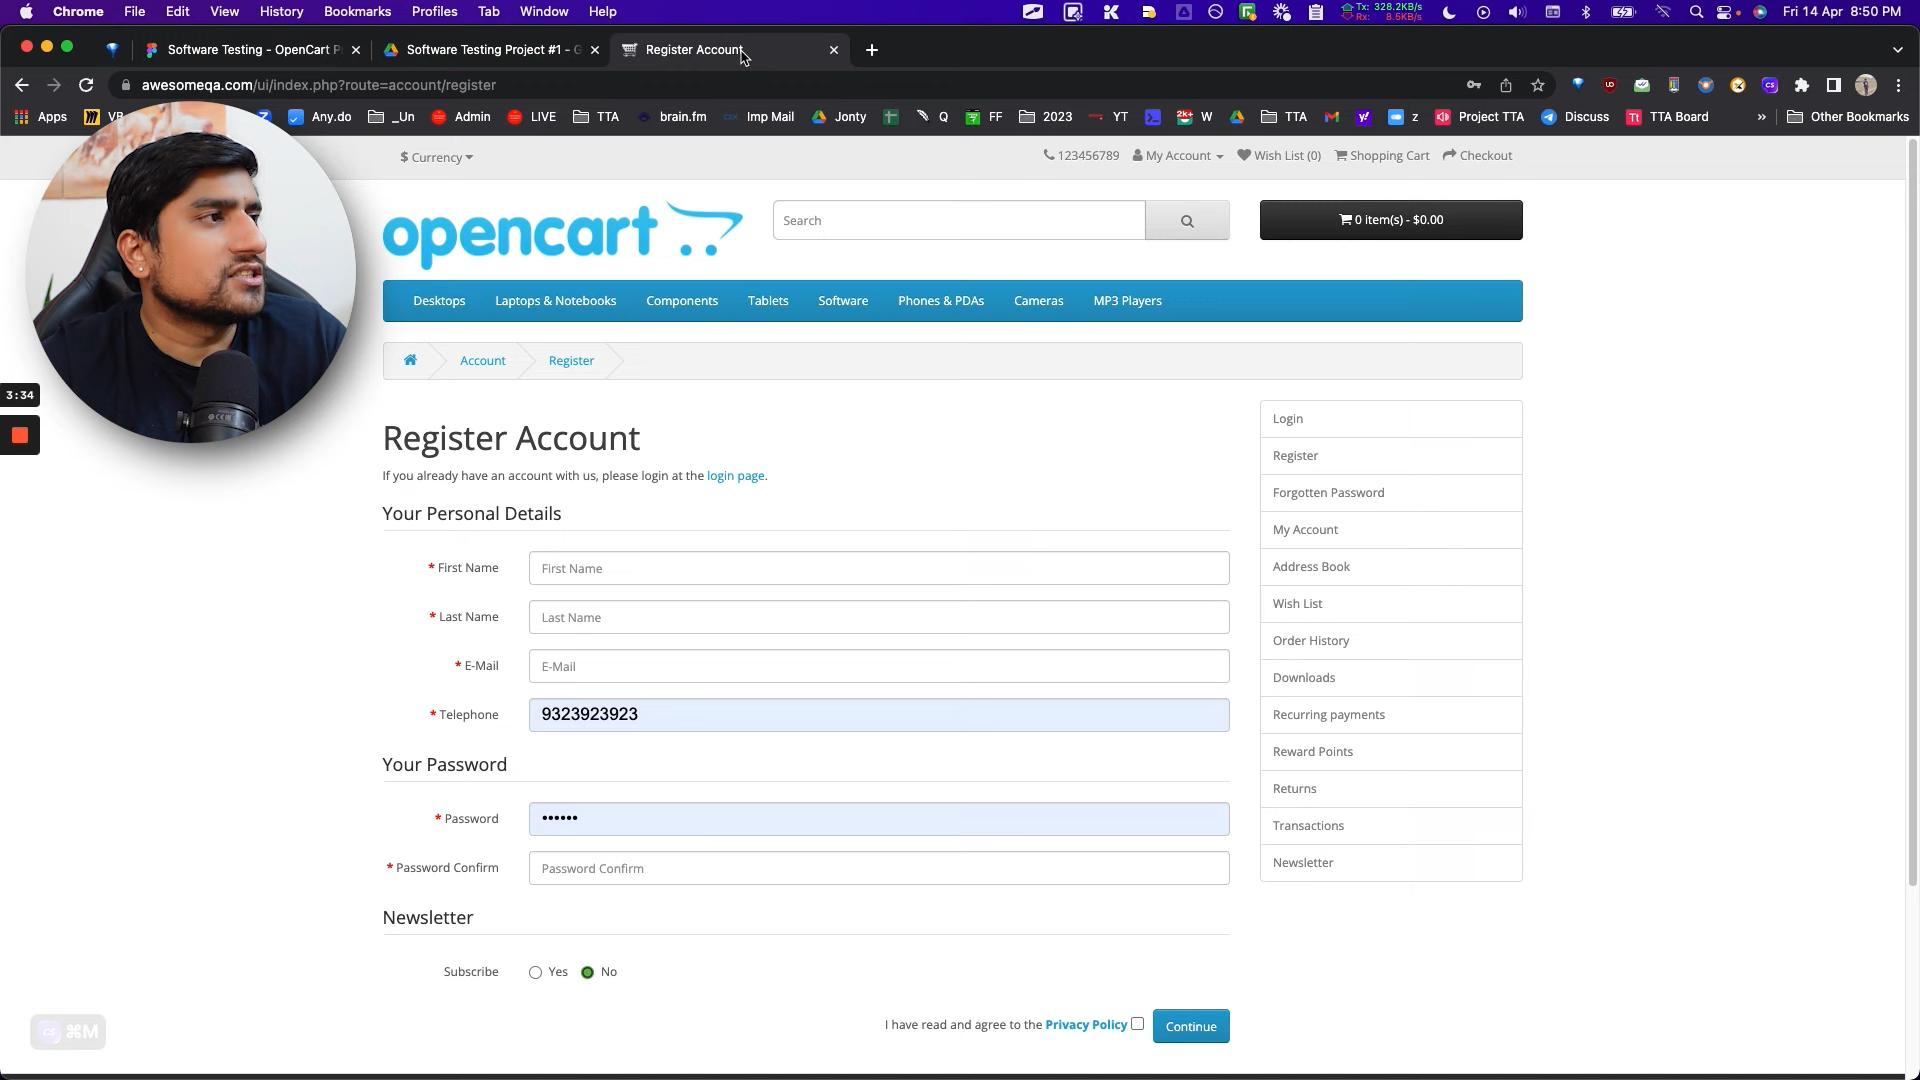 Chrome File Edit View History Bookmarks Profiles Tab Window Help
Tx: 328.2KB/s
Rx: 8.5KB/s
Fri 14 Apr 8:50 PM
Software Testing - OpenCart P
Software Testing Project #1 - G
Register Account
awesomeqa.com/ui/index.php?route=account/register
Apps Any.do _Un Admin LIVE TTA brain.fm Imp Mail Jonty Q FF 2023 YT W TTA z Project TTA Discuss TTA Board » Other Bookmarks
$ Currency
123456789 My Account Wish List (0) Shopping Cart Checkout
opencart
Search
0 item(s) - $0.00
Desktops Laptops & Notebooks Components Tablets Software Phones & PDAs Cameras MP3 Players
Account Register
3:34
Register Account
If you already have an account with us, please login at the login page.
Your Personal Details
* First Name First Name
* Last Name Last Name
* E-Mail E-Mail
* Telephone 9323923923
Your Password
* Password ••••••
* Password Confirm Password Confirm
Newsletter
Subscribe Yes No
I have read and agree to the Privacy Policy Continue
Login
Register
Forgotten Password
My Account
Address Book
Wish List
Order History
Downloads
Recurring payments
Reward Points
Returns
Transactions
Newsletter
⌘M